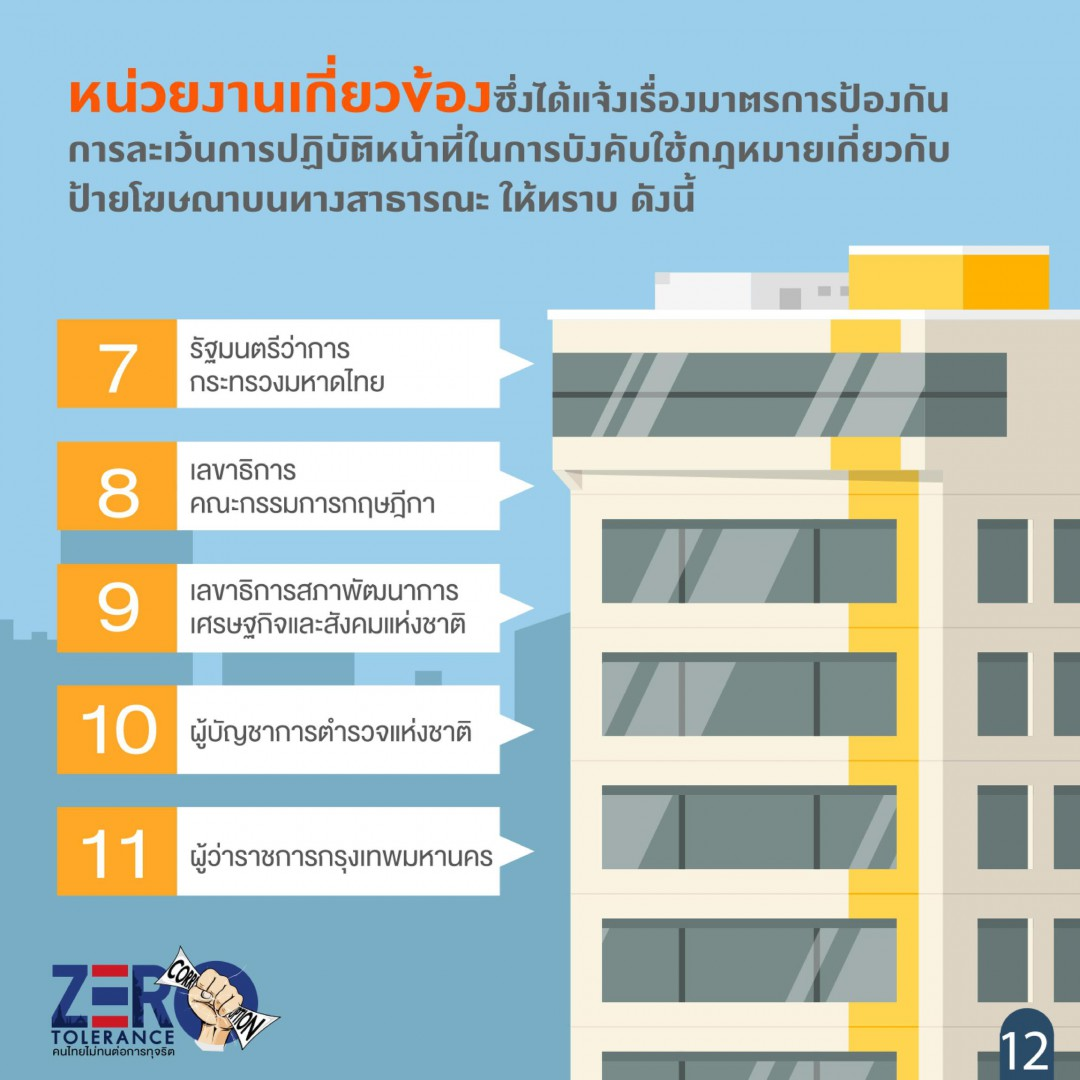 หน่วยงานเกี่ยวข้องซึ่งได้แจ้งเรื่องมาตรการป้องกัน
การละเว้นการปฏิบัติหน้าที่ในการบังคับใช้กฎหมายเกี่ยวกับ
ป้ายโฆษณาบนทางสาธารณะ ให้ทราบ ดังนี้
7
รัฐมนตรีว่าการ
กระทรวงมหาดไทย
8
เลขาธิการ
คณะกรรมการกฤษฎีกา
9
เลขาธิการสภาพัฒนาการ
เศรษฐกิจและสังคมแห่งชาติ
10
ผู้บัญชาการตำรวจแห่งชาติ
11
ผู้ว่าราชการกรุงเทพมหานคร
ZERO
CORRUPTION
TOLERANCE
คนไทยไม่ทนต่อการทุจริต
12